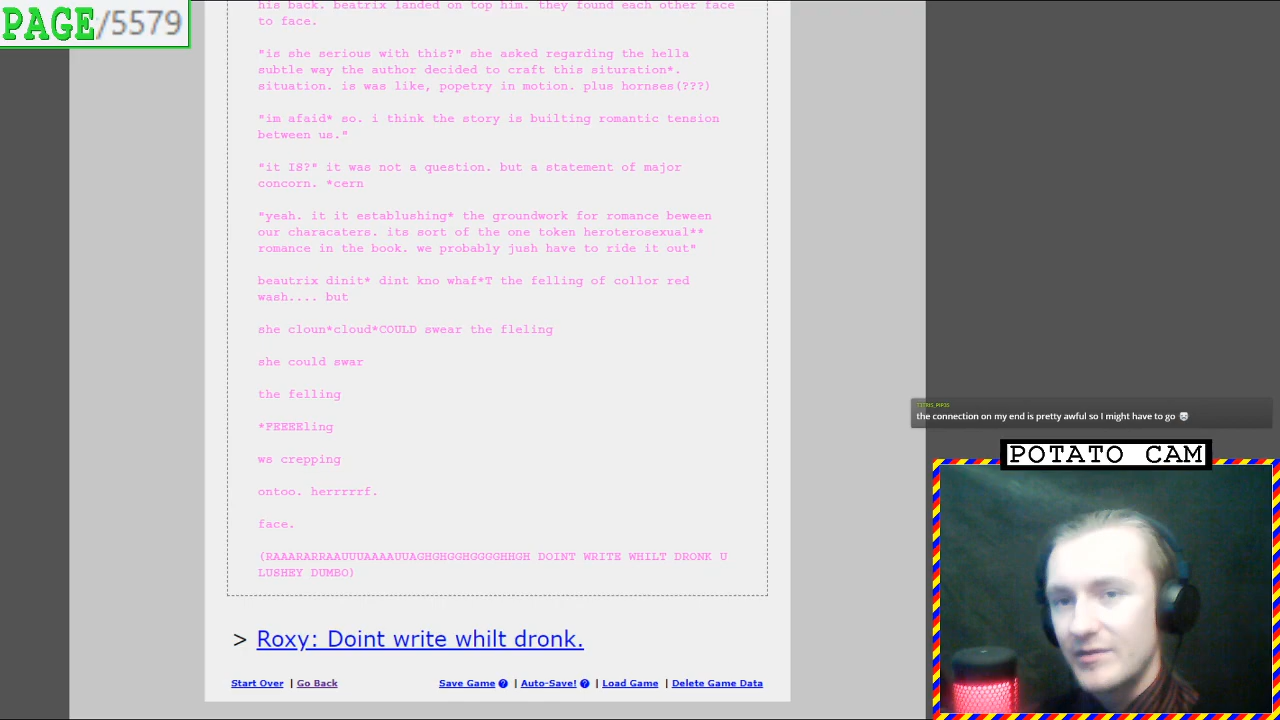 PAGE/5579
his back. beatrix landed on top him. they found each other face
to face.
"is she serious with this?" she asked regarding the hella
subtle way the author decided to craft this situration*.
situation. is was like, popetry in motion. plus hornses(???)
"im afaid* so. i think the story is builting romantic tension
between us."
"it IS?" it was not a question. but a statement of major
concorn. *cern
"yeah. it it establushing* the groundwork for romance beween
our characaters. its sort of the one token heroterosexual**
romance in the book. we probably jush have to ride it out"
beautrix dinit* dint kno whaf*T the felling of collor red
wash.... but
she cloun*cloud*COULD swear the fleling
she could swar
the felling
*FEEEEling
ws crepping
ontoo. herrrrrf.
face.
(RAAARARRAAUUUAAAAUUAGHGHGGHGGGGHHGH DOINT WRITE WHILT DRONK U
LUSHEY DUMBO)
> Roxy: Doint write whilt dronk.
Start Over | Go Back
Save Game ? | Auto-Save! ? | Load Game | Delete Game Data
the connection on my end is pretty awful so I might have to go
POTATO CAM